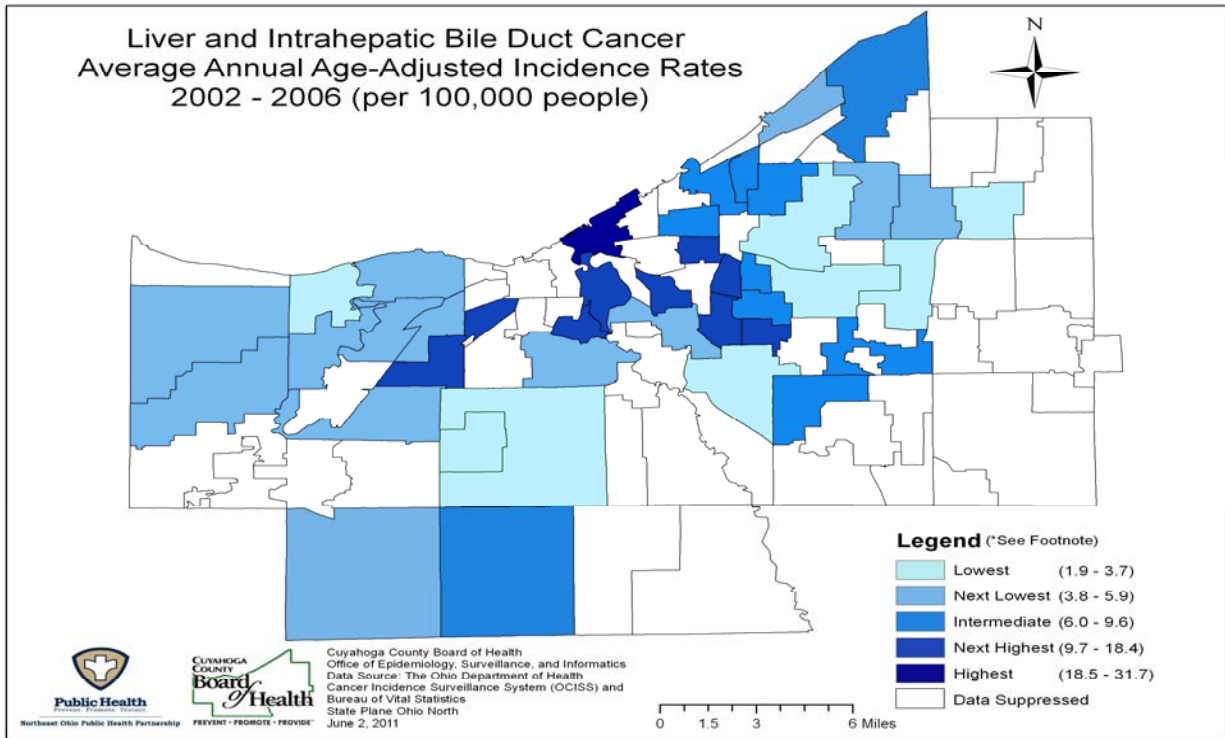 Liver and Intrahepatic Bile Duct Cancer
Average Annual Age-Adjusted Incidence Rates
2002 - 2006 (per 100,000 people)
N
Legend (*See Footnote)
Lowest (1.9 - 3.7)
Next Lowest (3.8 - 5.9)
Intermediate (6.0 - 9.6)
Next Highest (9.7 - 18.4)
Highest (18.5 - 31.7)
Data Suppressed
0 1.5 3 6 Miles
Public Health
Prevent. Promote. Protect.
Northeast Ohio Public Health Partnership
CUYAHOGA
COUNTY
Board
of Health
PREVENT • PROMOTE • PROVIDE
Cuyahoga County Board of Health
Office of Epidemiology, Surveillance, and Informatics
Data Source: The Ohio Department of Health
Cancer Incidence Surveillance System (OCISS) and
Bureau of Vital Statistics
State Plane Ohio North
June 2, 2011